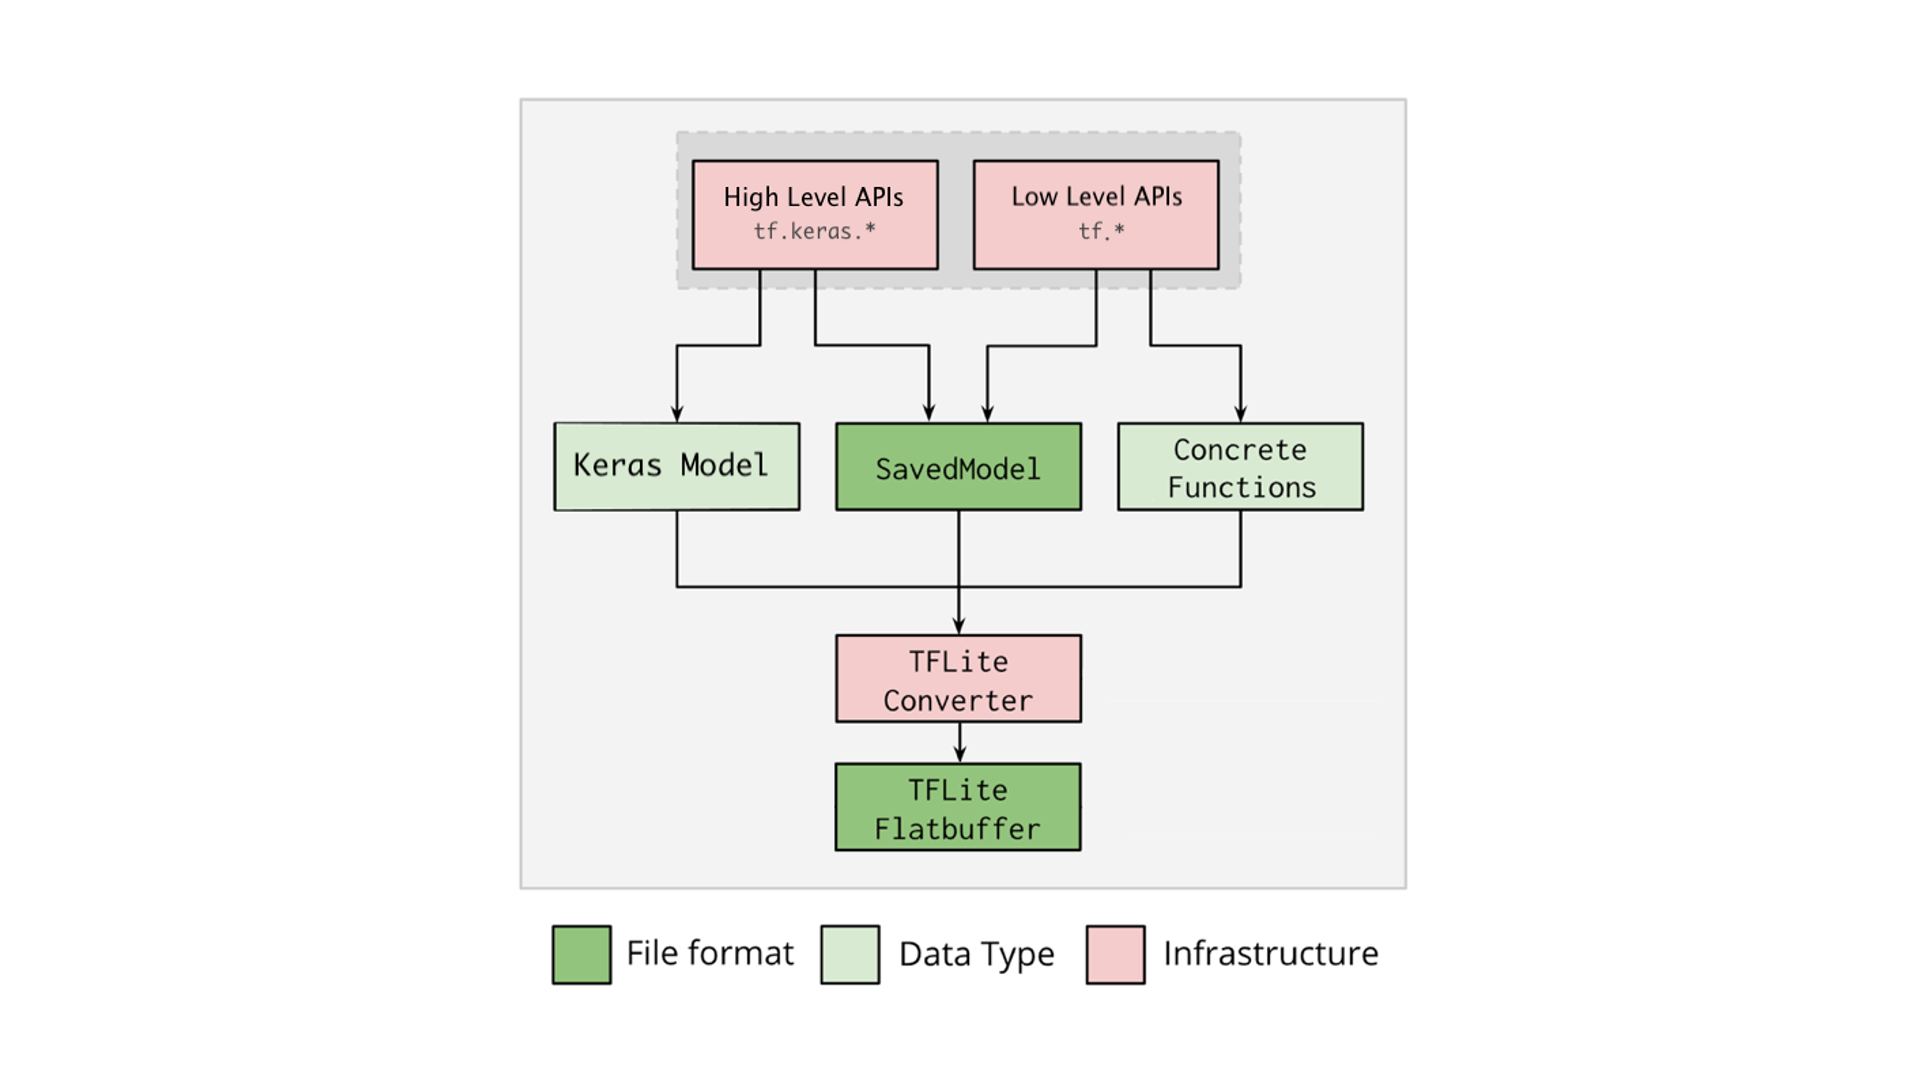 High Level APIs
tf.keras.*
Low Level APIs
tf.*
Keras Model
SavedModel
Concrete
Functions
TFLite
Converter
TFLite
Flatbuffer
File format
Data Type
Infrastructure